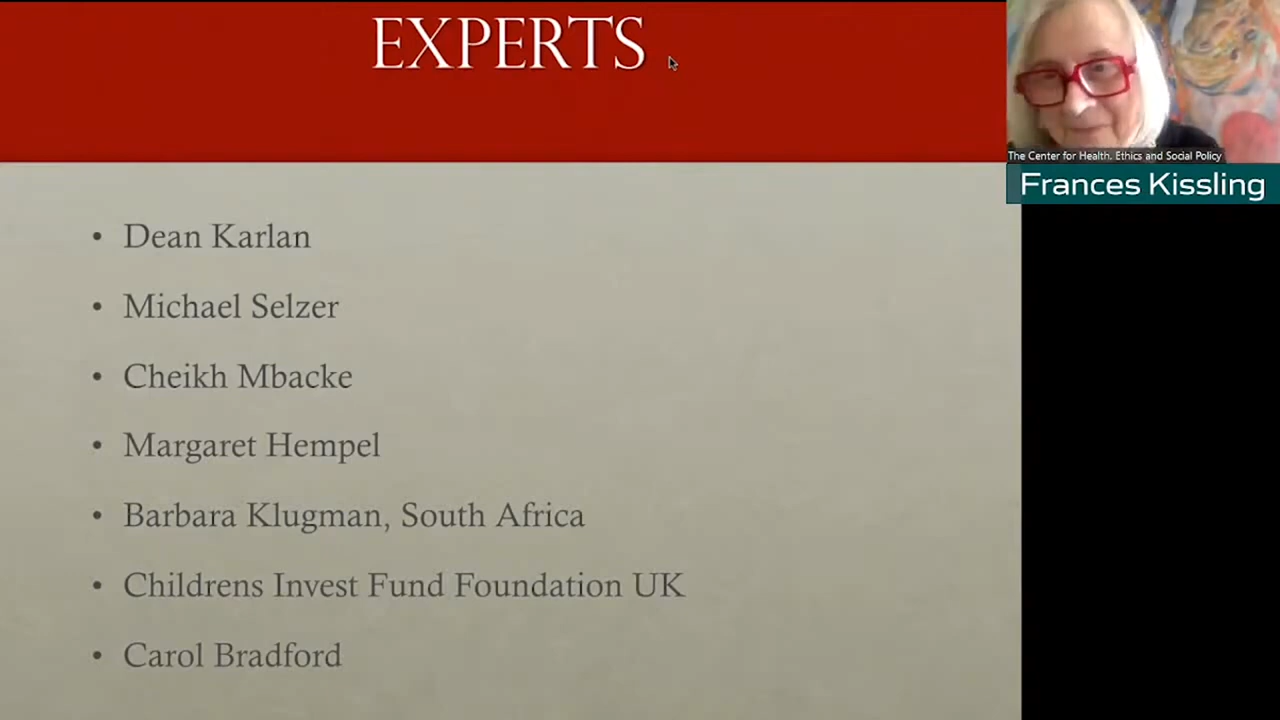 EXPERTS
The Center for Health, Ethics and Social Policy
Frances Kissling
• Dean Karlan
• Michael Selzer
• Cheikh Mbacke
• Margaret Hempel
• Barbara Klugman, South Africa
• Childrens Invest Fund Foundation UK
• Carol Bradford